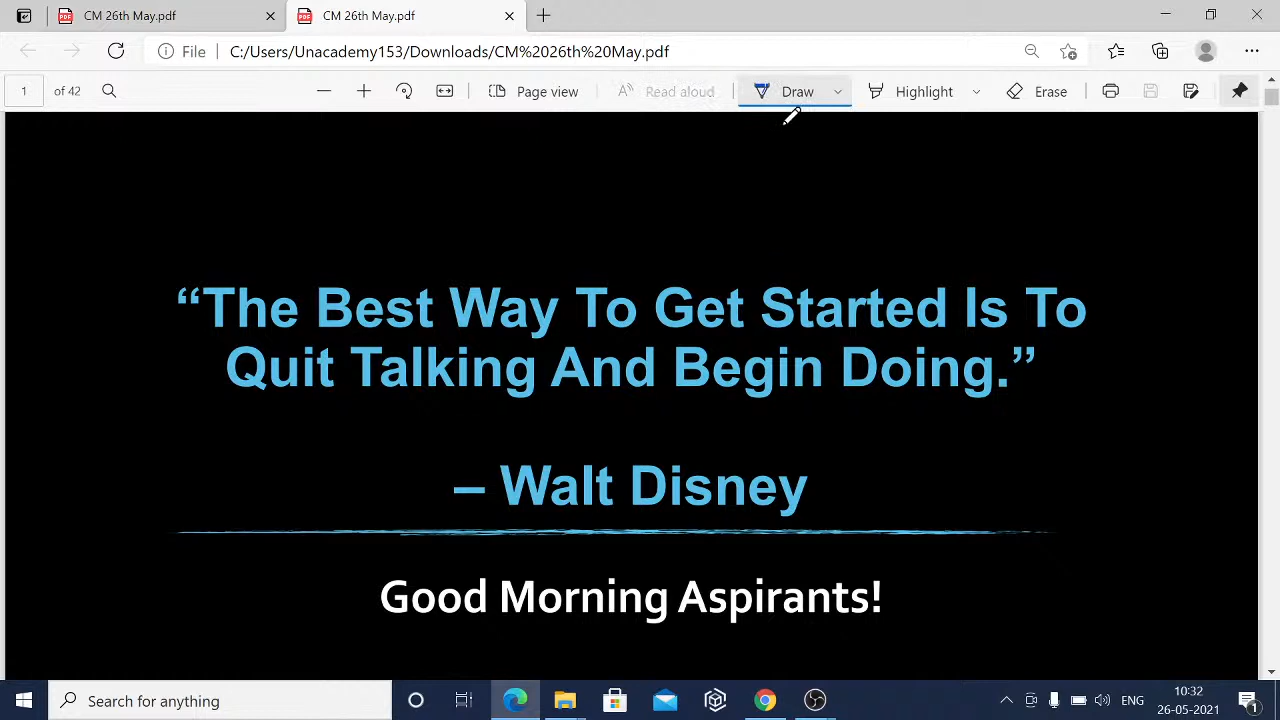 CM 26th May.pdf
CM 26th May.pdf
File
C:/Users/Unacademy153/Downloads/CM%2026th%20May.pdf
1 of 42
Page view
Read aloud
Draw
Highlight
Erase
“The Best Way To Get Started Is To
Quit Talking And Begin Doing.”
– Walt Disney
Good Morning Aspirants!
Search for anything
ENG
10:32
26-05-2021
1